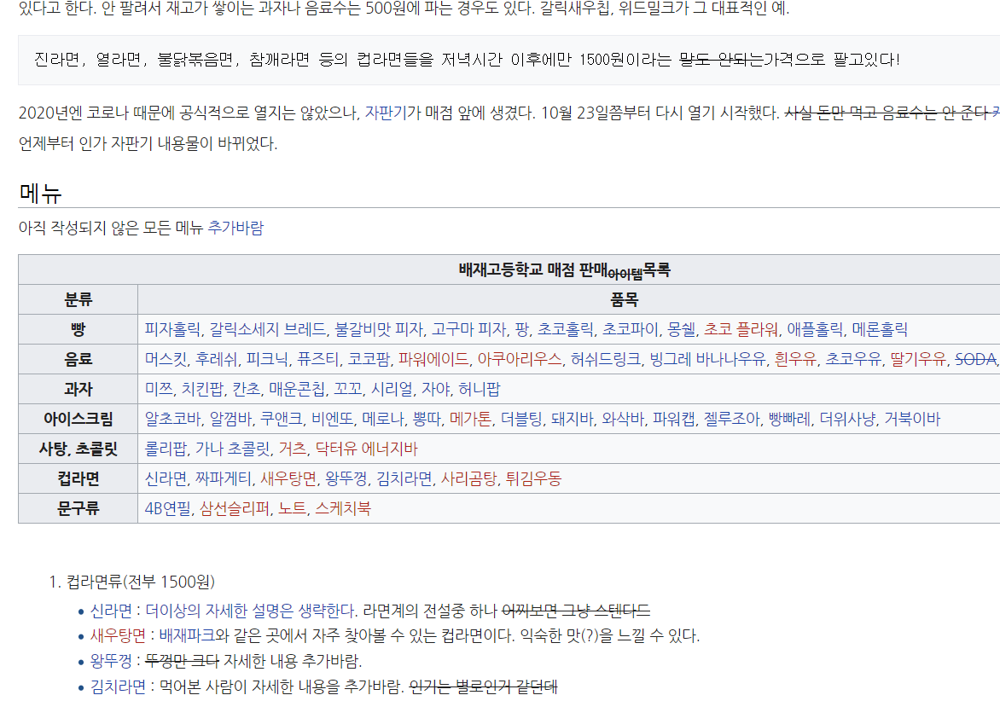 있다고 한다. 안 팔려서 재고가 쌓이는 과자나 음료수는 500원에 파는 경우도 있다. 갈릭새우칩, 위드밀크가 그 대표적인 예.
진라면, 열라면, 불닭볶음면, 참깨라면 등의 컵라면들을 저녁시간 이후에만 1500원이라는 말도 안되는가격으로 팔고있다!
2020년엔 코로나 때문에 공식적으로 열지는 않았으나, 자판기가 매점 앞에 생겼다. 10월 23일쯤부터 다시 열기 시작했다. 사실 돈만 먹고 음료수는 안 준다
언제부터 인가 자판기 내용물이 바뀌었다.
메뉴
아직 작성되지 않은 모든 메뉴 추가바람
배재고등학교 매점 판매아이템목록
분류 품목
빵 피자홀릭, 갈릭소세지 브레드, 불갈비맛 피자, 고구마 피자, 팡, 초코홀릭, 초코파이, 몽쉘, 초코 플라워, 애플홀릭, 메론홀릭
음료 머스킷, 후레쉬, 피크닉, 퓨즈티, 코코팜, 파워에이드, 아쿠아리우스, 허쉬드링크, 빙그레 바나나우유, 흰우유, 초코우유, 딸기우유, SODA,
과자 미쯔, 치킨팝, 칸초, 매운콘칩, 꼬꼬, 시리얼, 자야, 허니팝
아이스크림 알초코바, 알껌바, 쿠앤크, 비엔또, 메로나, 뽕따, 메가톤, 더블팅, 돼지바, 와삭바, 파워캡, 젤루조아, 빵빠레, 더위사냥, 거북이바
사탕, 초콜릿 롤리팝, 가나 초콜릿, 거츠, 닥터유 에너지바
컵라면 신라면, 짜파게티, 새우탕면, 왕뚜껑, 김치라면, 사리곰탕, 튀김우동
문구류 4B연필, 삼선슬리퍼, 노트, 스케치북
1. 컵라면류(전부 1500원)
• 신라면 : 더이상의 자세한 설명은 생략한다. 라면계의 전설중 하나 어찌보면 그냥 스텐다드
• 새우탕면 : 배재파크와 같은 곳에서 자주 찾아볼 수 있는 컵라면이다. 익숙한 맛(?)을 느낄 수 있다.
• 왕뚜껑 : 뚜껑만 크다 자세한 내용 추가바람.
• 김치라면 : 먹어본 사람이 자세한 내용을 추가바람. 인기는 별로인거 같던데